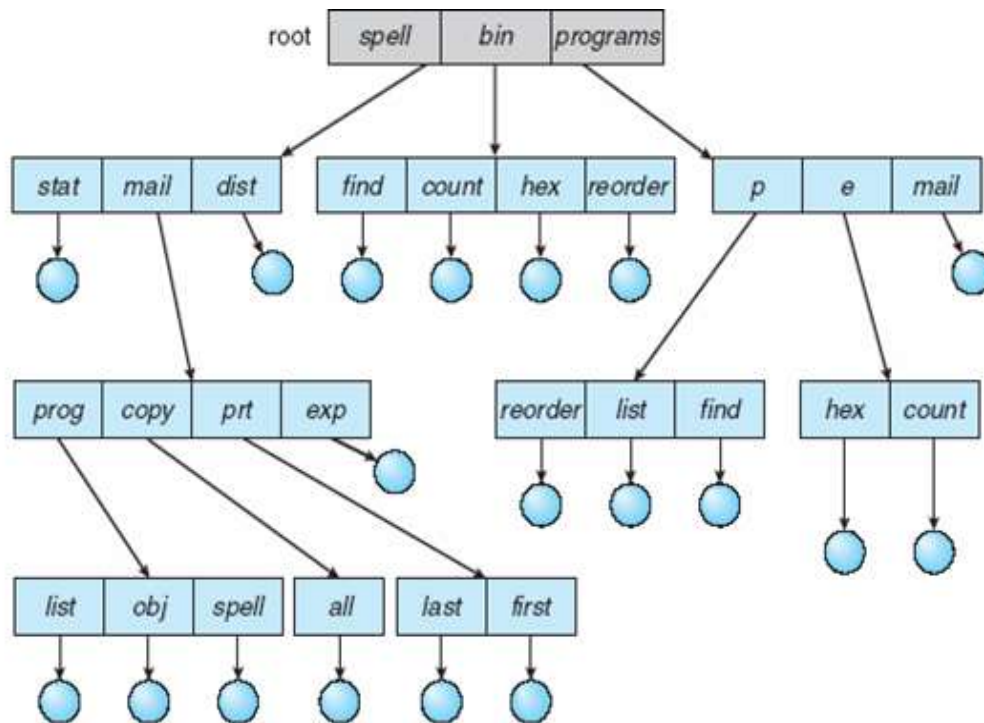 root spell bin programs
stat mail dist find count hex reorder p e mail
prog copy prt exp reorder list find hex count
list obj spell all last first